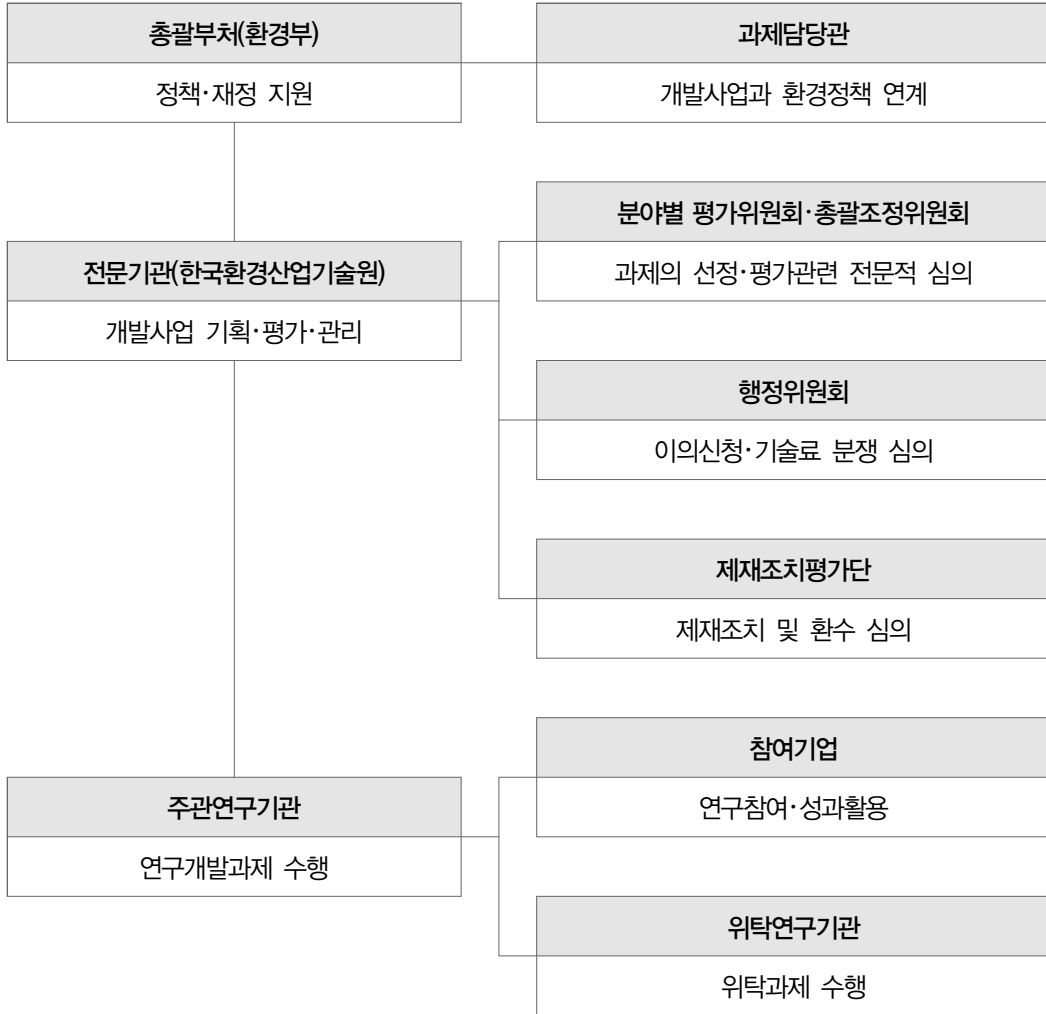 총괄부처(환경부)
정책·재정 지원
과제담당관
개발사업과 환경정책 연계
분야별 평가위원회·총괄조정위원회
과제의 선정·평가관련 전문적 심의
전문기관(한국환경산업기술원)
개발사업 기획·평가·관리
행정위원회
이의신청·기술료 분쟁 심의
제재조치평가단
제재조치 및 환수 심의
참여기업
연구참여·성과활용
주관연구기관
연구개발과제 수행
위탁연구기관
위탁과제 수행